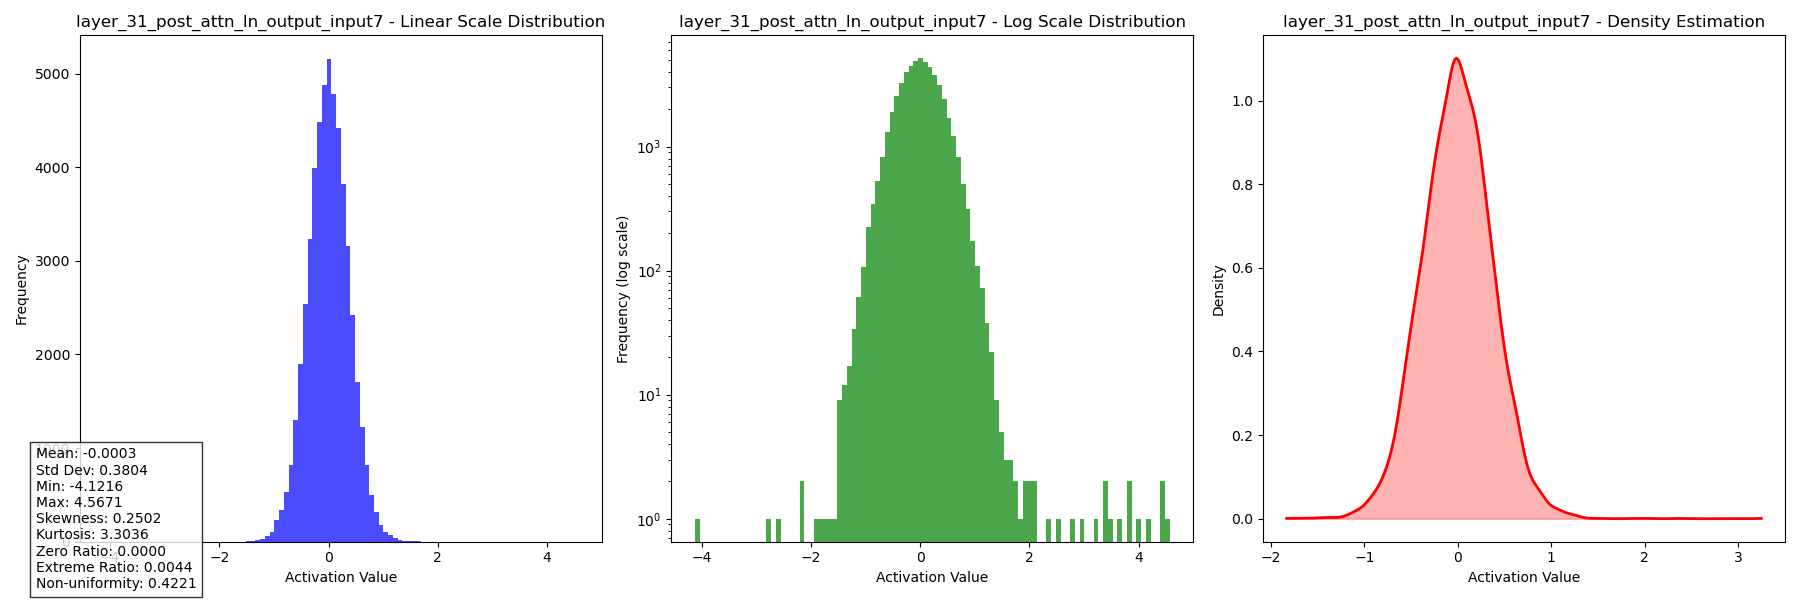 layer_31_post_attn_ln_output_input7 - Linear Scale Distribution
Frequency
5000
4000
3000
2000
1000
0
−4
−2
0
2
4
Activation Value
Mean: -0.0003
Std Dev: 0.3804
Min: -4.1216
Max: 4.5671
Skewness: 0.2502
Kurtosis: 3.3036
Zero Ratio: 0.0000
Extreme Ratio: 0.0044
Non-uniformity: 0.4221
layer_31_post_attn_ln_output_input7 - Log Scale Distribution
Frequency (log scale)
10³
10²
10¹
10⁰
−4
−2
0
2
4
Activation Value
layer_31_post_attn_ln_output_input7 - Density Estimation
Density
1.0
0.8
0.6
0.4
0.2
0.0
−2
−1
0
1
2
3
Activation Value